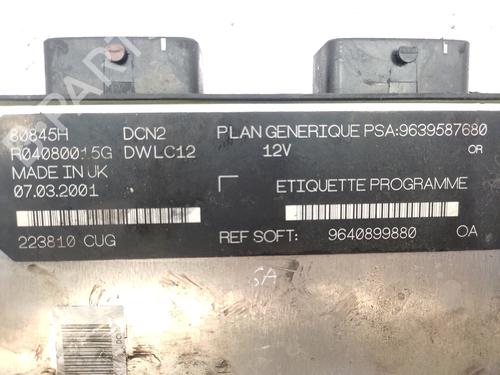 80845H DCN2 PLAN GENERIQUE PSA:9639587680
R04080015G DWLC12 12V OR
MADE IN UK
07.03.2001 ETIQUETTE PROGRAMME
223810 CUG REF SOFT: 9640899880 OA